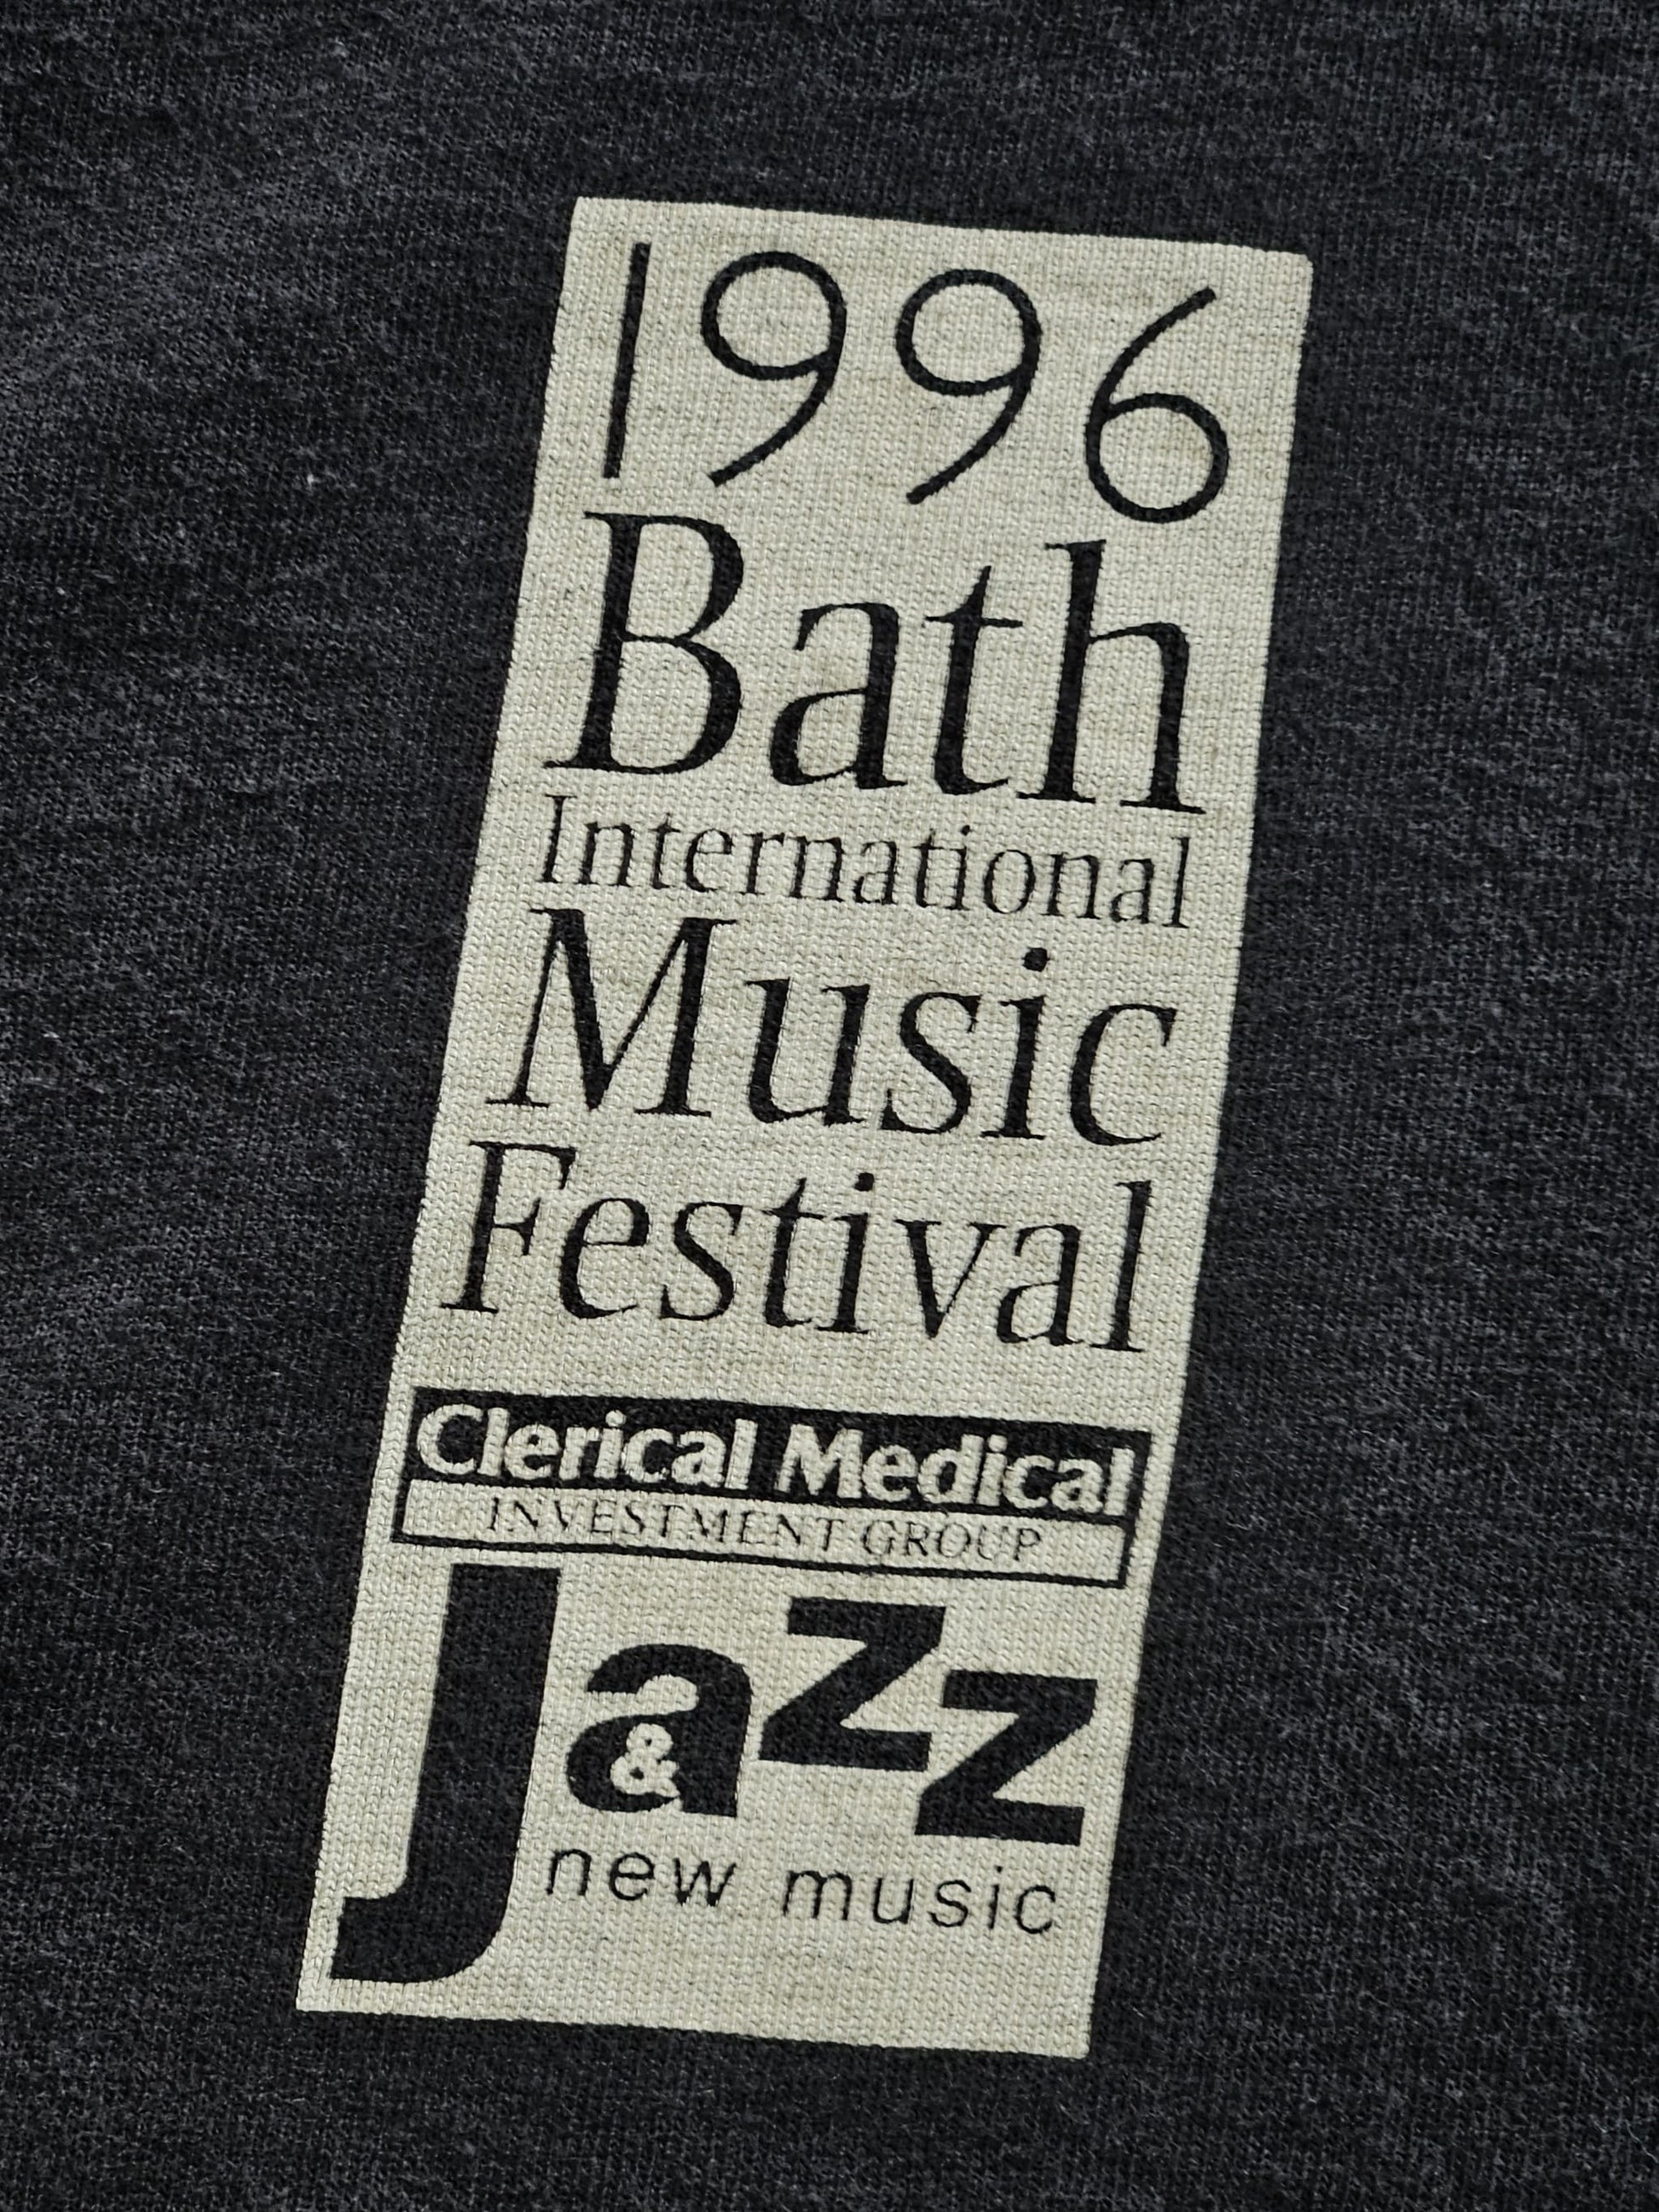 1996
Bath
International
Music
Festival
Clerical Medical
INVESTMENT GROUP
Jazz
&
new music